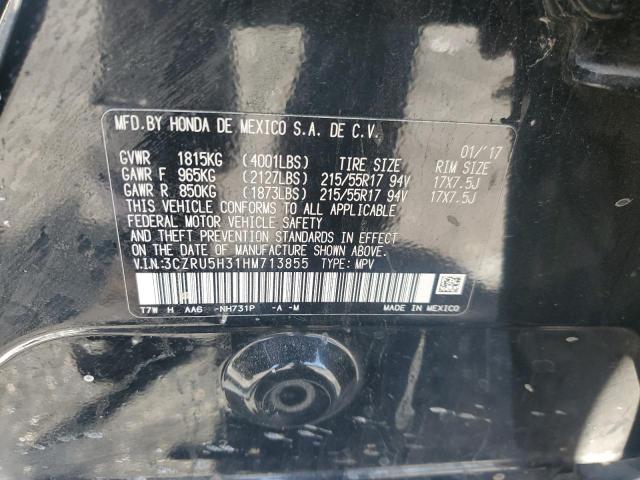 MFD.BY HONDA DE MEXICO S.A. DE C.V.
01/'17
GVWR 1815KG (4001LBS) TIRE SIZE RIM SIZE
GAWR F 965KG (2127LBS) 215/55R17 94V 17X7.5J
GAWR R 850KG (1873LBS) 215/55R17 94V 17X7.5J
THIS VEHICLE CONFORMS TO ALL APPLICABLE
FEDERAL MOTOR VEHICLE SAFETY
AND THEFT PREVENTION STANDARDS IN EFFECT
ON THE DATE OF MANUFACTURE SHOWN ABOVE.
V.I.N:3CZRU5H31HM713855 TYPE: MPV
T7W H AA6 -NH731P -A -M MADE IN MEXICO